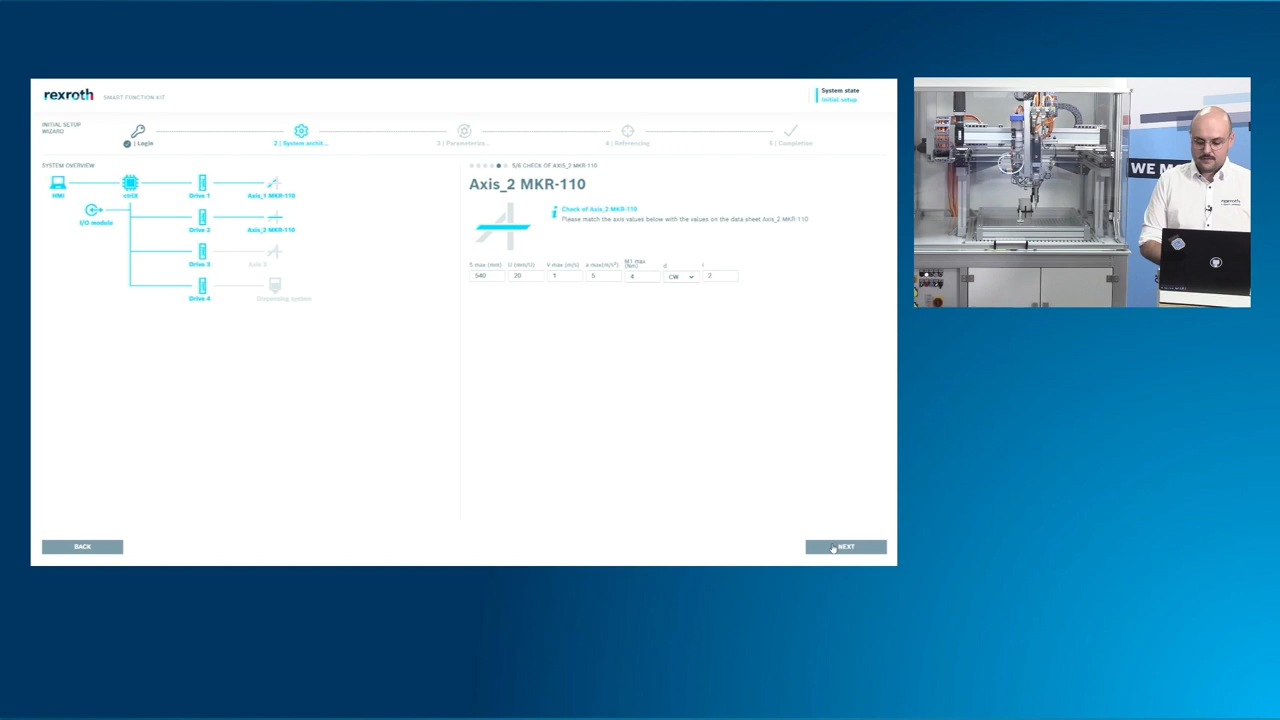 rexroth
SMART FUNCTION KIT
System state
Initial setup
INITIAL SETUP
WIZARD
1 | Login
2 | System archit...
3 | Parameteriza...
4 | Referencing
5 | Completion
SYSTEM OVERVIEW
HMI
ctrlX
Drive 1
Axis_1 MKR-110
I/O module
Drive 2
Axis_2 MKR-110
Drive 3
Axis 3
Drive 4
Dispensing system
5/6 CHECK OF AXIS_2 MKR-110
Axis_2 MKR-110
Check of Axis_2 MKR-110
Please match the axis values below with the values on the data sheet Axis_2 MKR-110
S max (mm) U (mm/U) V max (m/s) a max(m/s²) M1 max (Nm) d i
540 20 1 5 4 CW 2
BACK
NEXT
WE M
rexroth